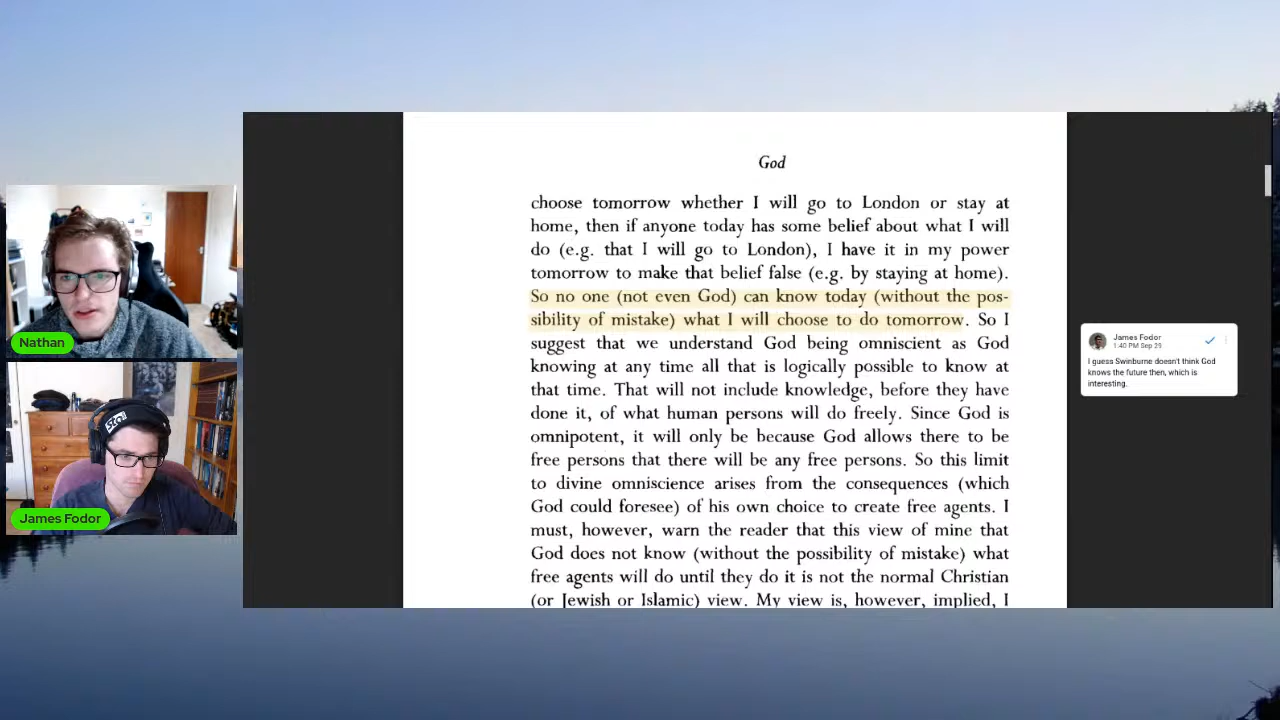 God
choose tomorrow whether I will go to London or stay at
home, then if anyone today has some belief about what I will
do (e.g. that I will go to London), I have it in my power
tomorrow to make that belief false (e.g. by staying at home).
So no one (not even God) can know today (without the pos-
sibility of mistake) what I will choose to do tomorrow. So I
suggest that we understand God being omniscient as God
knowing at any time all that is logically possible to know at
that time. That will not include knowledge, before they have
done it, of what human persons will do freely. Since God is
omnipotent, it will only be because God allows there to be
free persons that there will be any free persons. So this limit
to divine omniscience arises from the consequences (which
God could foresee) of his own choice to create free agents. I
must, however, warn the reader that this view of mine that
God does not know (without the possibility of mistake) what
free agents will do until they do it is not the normal Christian
(or Jewish or Islamic) view. My view is, however, implied, I
James Fodor
1:40 PM Sep 29
I guess Swinburne doesn't think God
knows the future then, which is
interesting.
Nathan
James Fodor